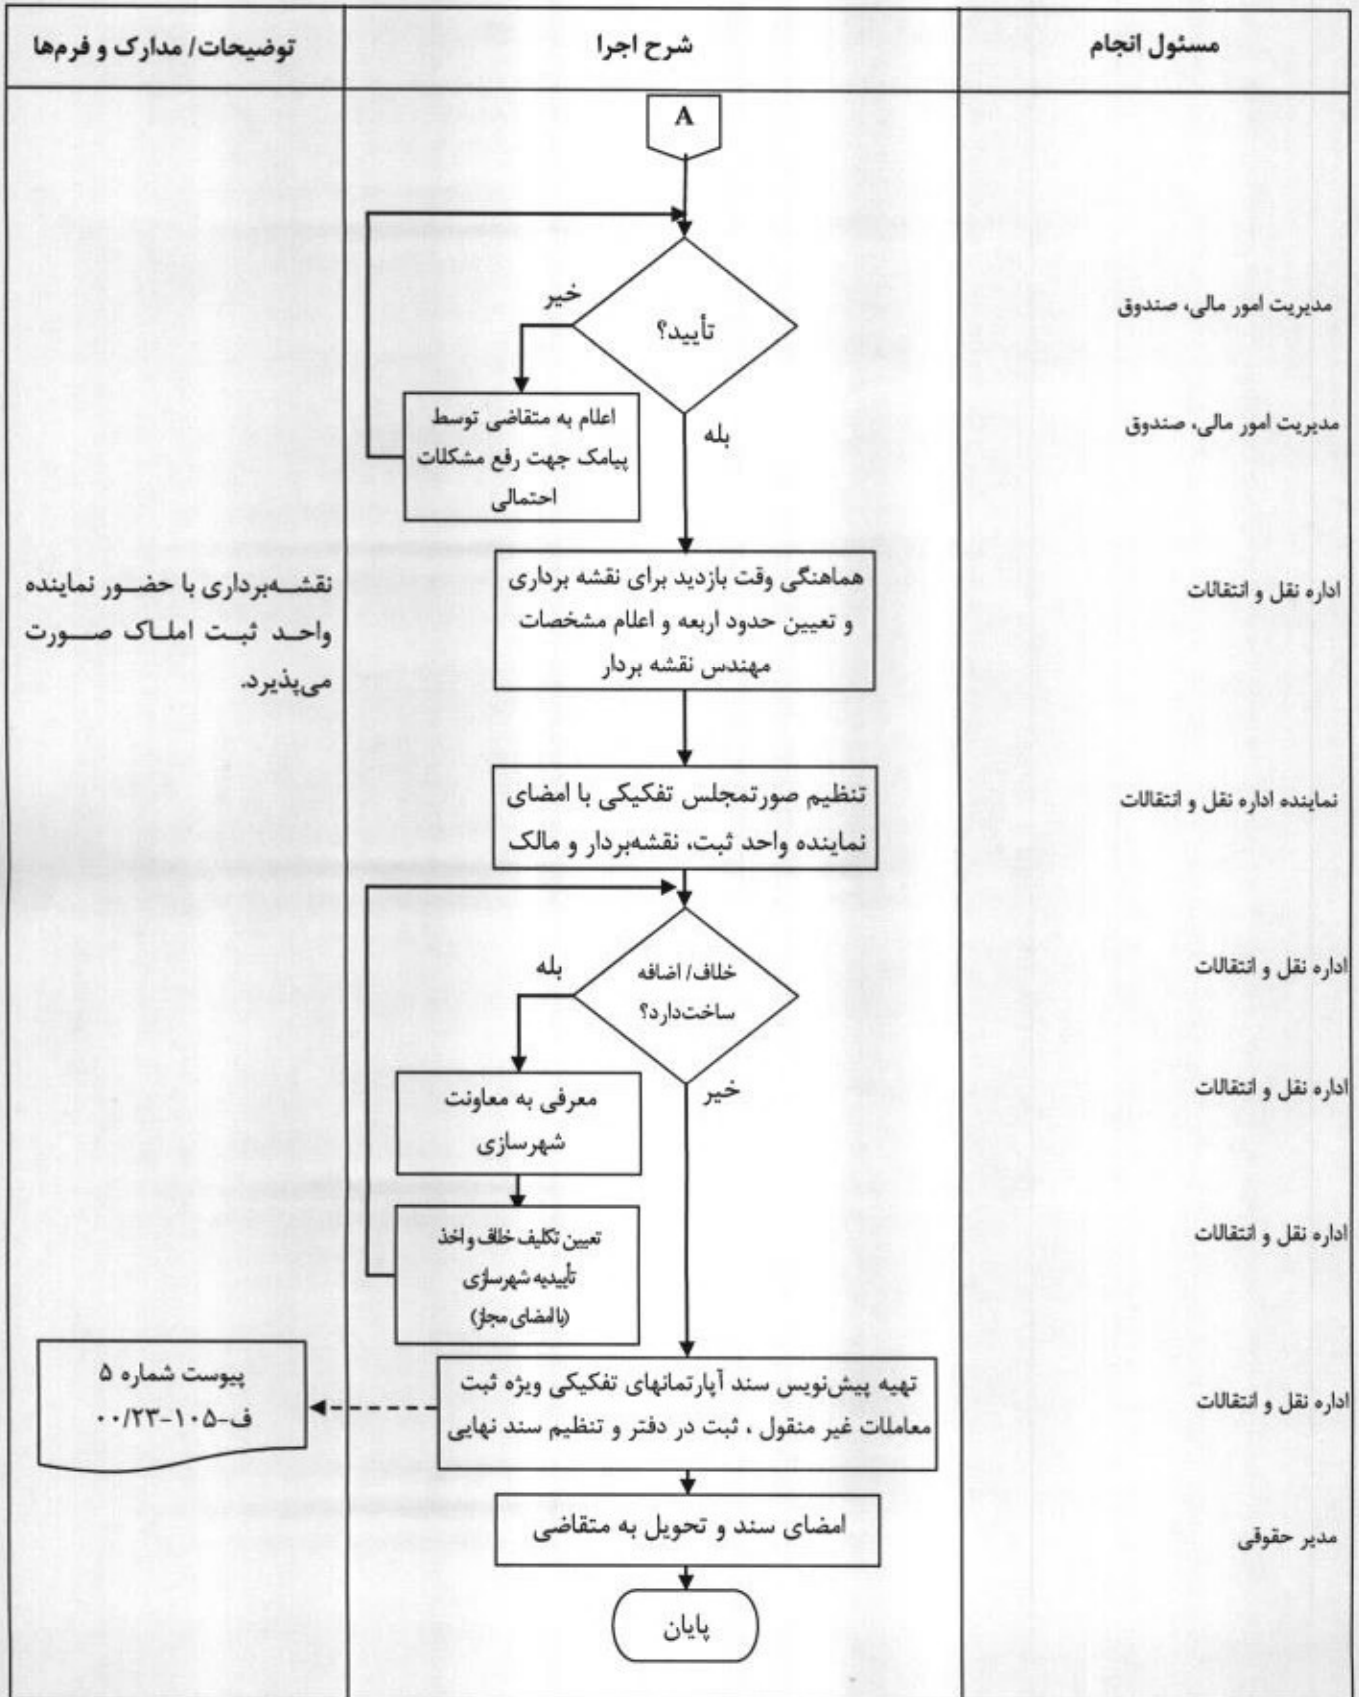 مسئول انجام
شرح اجرا
توضیحات/ مدارک و فرم‌ها
A
مدیریت امور مالی، صندوق
تأیید؟
خیر
بله
مدیریت امور مالی، صندوق
اعلام به متقاضی توسط
پیامک جهت رفع مشکلات
احتمالی
اداره نقل و انتقالات
هماهنگی وقت بازدید برای نقشه برداری
و تعیین حدود اربعه و اعلام مشخصات
مهندس نقشه بردار
نقشه‌برداری با حضور نماینده
واحد ثبت املاک صورت
می‌پذیرد.
نماینده اداره نقل و انتقالات
تنظیم صورتمجلس تفکیکی با امضای
نماینده واحد ثبت، نقشه‌بردار و مالک
اداره نقل و انتقالات
خلاف/ اضافه
ساخت‌دارد؟
بله
خیر
اداره نقل و انتقالات
معرفی به معاونت
شهرسازی
اداره نقل و انتقالات
تعیین تکلیف خلاف و اخذ
تأییدیه شهرسازی
(با امضای مجاز)
اداره نقل و انتقالات
تهیه پیش‌نویس سند آپارتمانهای تفکیکی ویژه ثبت
معاملات غیر منقول ، ثبت در دفتر و تنظیم سند نهایی
پیوست شماره ۵
ف-۱۰۵-۰۰/۲۳
مدیر حقوقی
امضای سند و تحویل به متقاضی
پایان